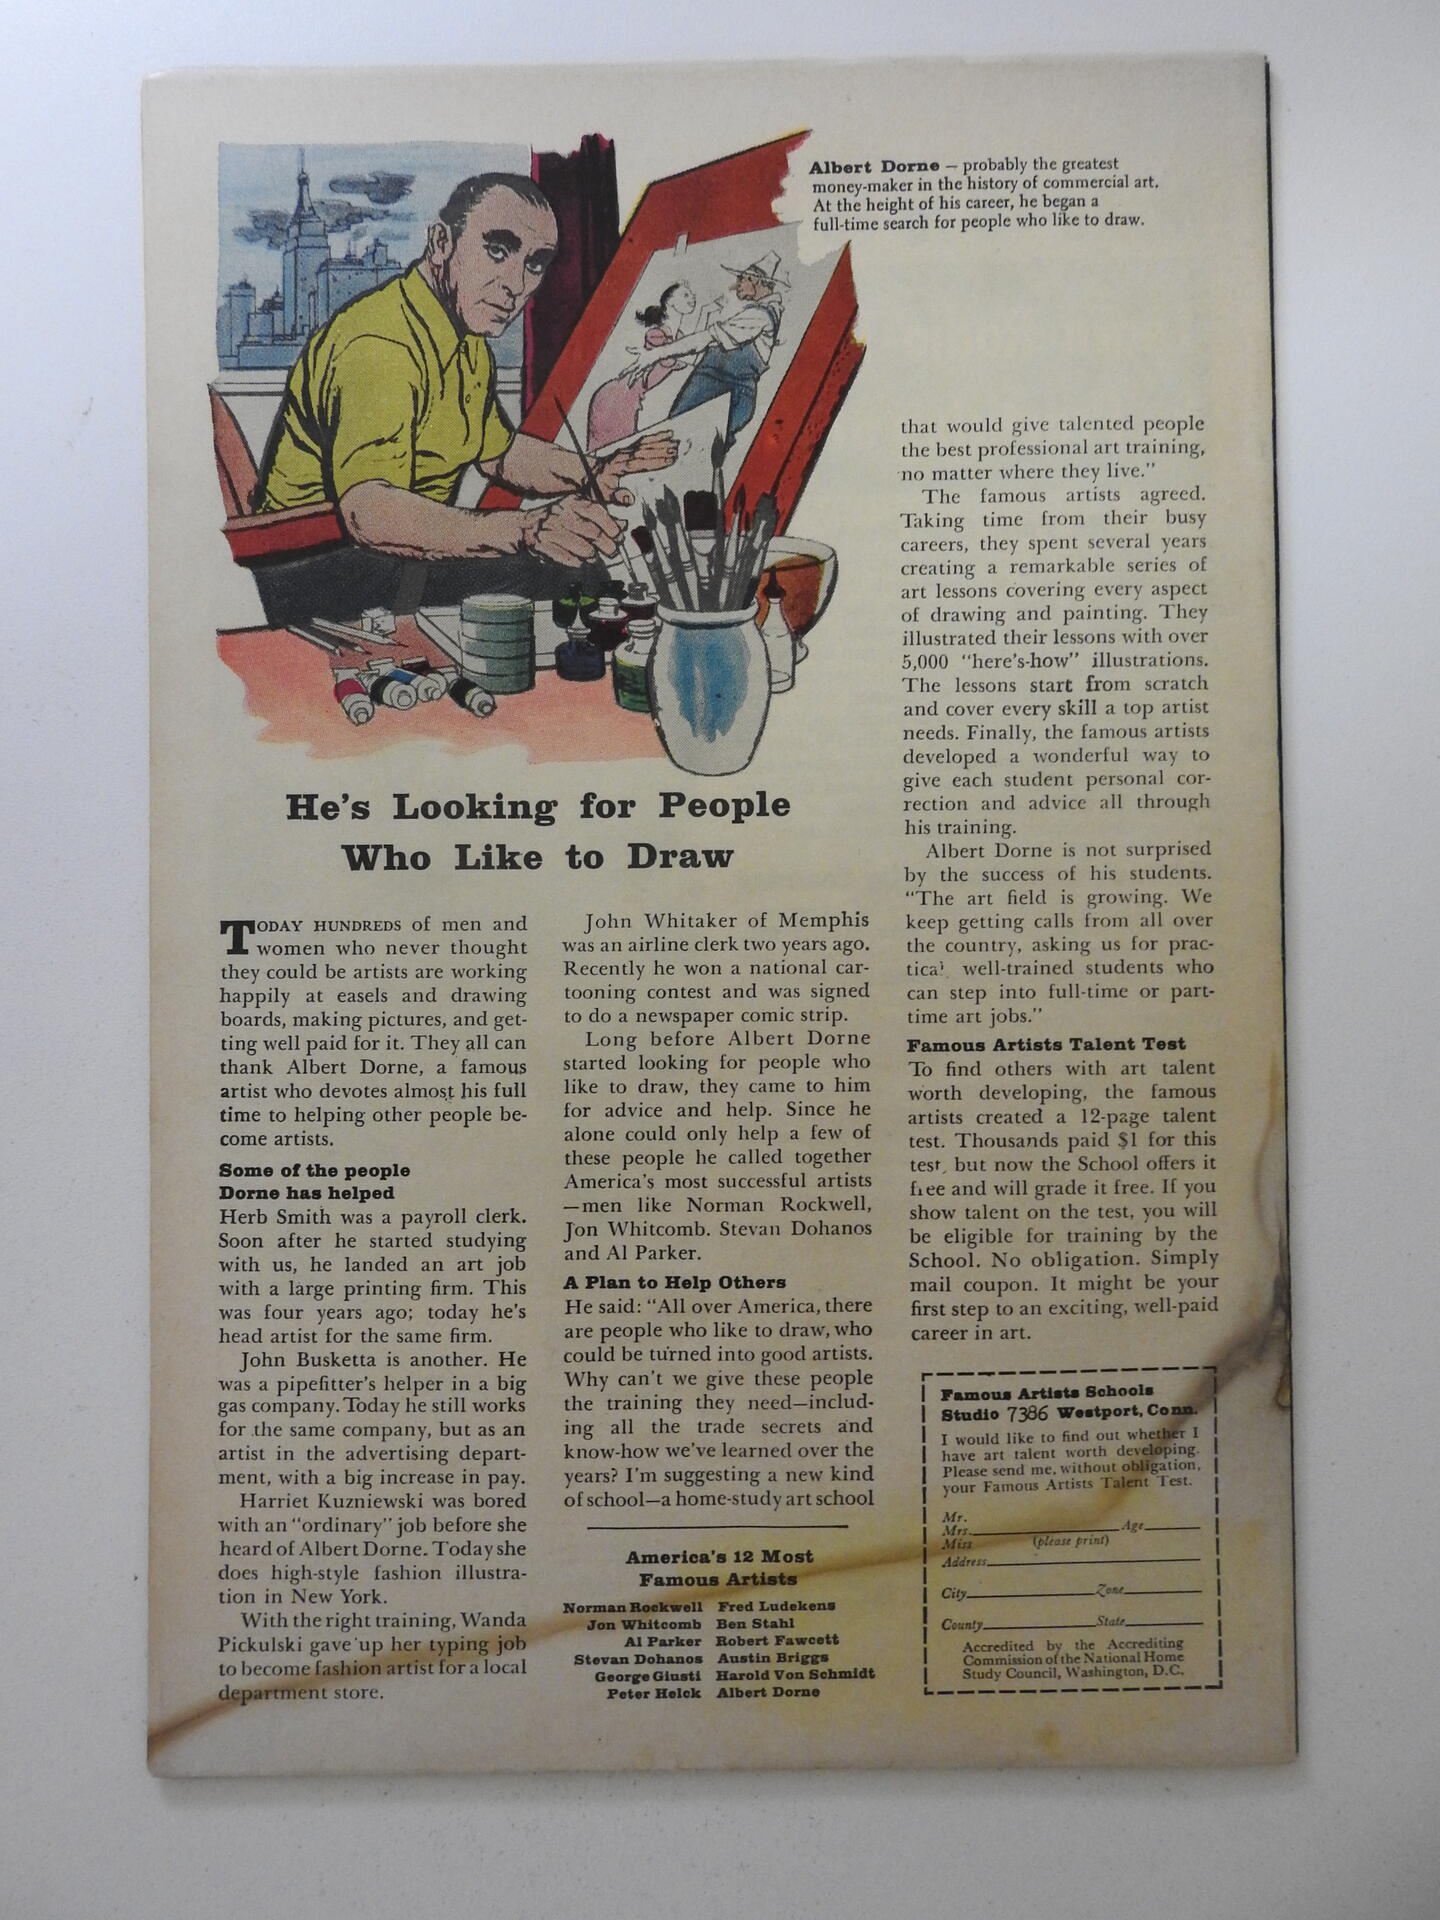 Albert Dorne — probably the greatest
money-maker in the history of commercial art.
At the height of his career, he began a
full-time search for people who like to draw.
He's Looking for People
Who Like to Draw
TODAY HUNDREDS of men and
women who never thought
they could be artists are working
happily at easels and drawing
boards, making pictures, and get-
ting well paid for it. They all can
thank Albert Dorne, a famous
artist who devotes almost his full
time to helping other people be-
come artists.
Some of the people
Dorne has helped
Herb Smith was a payroll clerk.
Soon after he started studying
with us, he landed an art job
with a large printing firm. This
was four years ago; today he's
head artist for the same firm.
John Busketta is another. He
was a pipefitter's helper in a big
gas company. Today he still works
for the same company, but as an
artist in the advertising depart-
ment, with a big increase in pay.
Harriet Kuzniewski was bored
with an "ordinary" job before she
heard of Albert Dorne. Today she
does high-style fashion illustra-
tion in New York.
With the right training, Wanda
Pickulski gave up her typing job
to become fashion artist for a local
department store.
John Whitaker of Memphis
was an airline clerk two years ago.
Recently he won a national car-
tooning contest and was signed
to do a newspaper comic strip.
Long before Albert Dorne
started looking for people who
like to draw, they came to him
for advice and help. Since he
alone could only help a few of
these people he called together
America's most successful artists
—men like Norman Rockwell,
Jon Whitcomb. Stevan Dohanos
and Al Parker.
A Plan to Help Others
He said: "All over America, there
are people who like to draw, who
could be turned into good artists.
Why can't we give these people
the training they need—includ-
ing all the trade secrets and
know-how we've learned over the
years? I'm suggesting a new kind
of school—a home-study art school
America's 12 Most
Famous Artists
Norman Rockwell Fred Ludekens
Jon Whitcomb Ben Stahl
Al Parker Robert Fawcett
Stevan Dohanos Austin Briggs
George Giusti Harold Von Schmidt
Peter Helck Albert Dorne
that would give talented people
the best professional art training,
no matter where they live."
The famous artists agreed.
Taking time from their busy
careers, they spent several years
creating a remarkable series of
art lessons covering every aspect
of drawing and painting. They
illustrated their lessons with over
5,000 "here's-how" illustrations.
The lessons start from scratch
and cover every skill a top artist
needs. Finally, the famous artists
developed a wonderful way to
give each student personal cor-
rection and advice all through
his training.
Albert Dorne is not surprised
by the success of his students.
"The art field is growing. We
keep getting calls from all over
the country, asking us for prac-
tical well-trained students who
can step into full-time or part-
time art jobs."
Famous Artists Talent Test
To find others with art talent
worth developing, the famous
artists created a 12-page talent
test. Thousands paid $1 for this
test, but now the School offers it
free and will grade it free. If you
show talent on the test, you will
be eligible for training by the
School. No obligation. Simply
mail coupon. It might be your
first step to an exciting, well-paid
career in art.
Famous Artists Schools
Studio 7386 Westport, Conn.
I would like to find out whether I
have art talent worth developing.
Please send me, without obligation,
your Famous Artists Talent Test.
Mr.
Mrs. Age
Miss (please print)
Address
City Zone
County State
Accredited by the Accrediting
Commission of the National Home
Study Council, Washington, D.C.